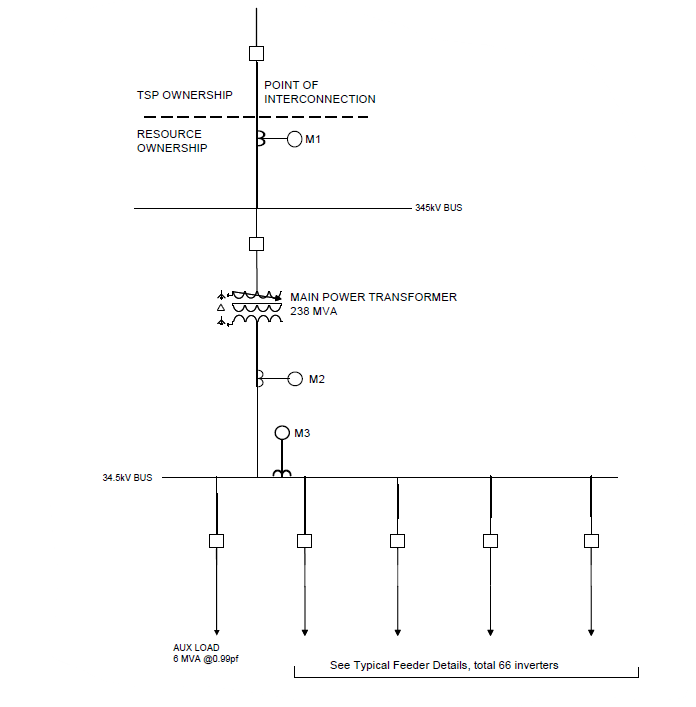 TSP OWNERSHIP
POINT OF
INTERCONNECTION
RESOURCE
OWNERSHIP
M1
345kV BUS
MAIN POWER TRANSFORMER
238 MVA
M2
M3
34.5kV BUS
AUX LOAD
6 MVA @0.99pf
See Typical Feeder Details, total 66 inverters